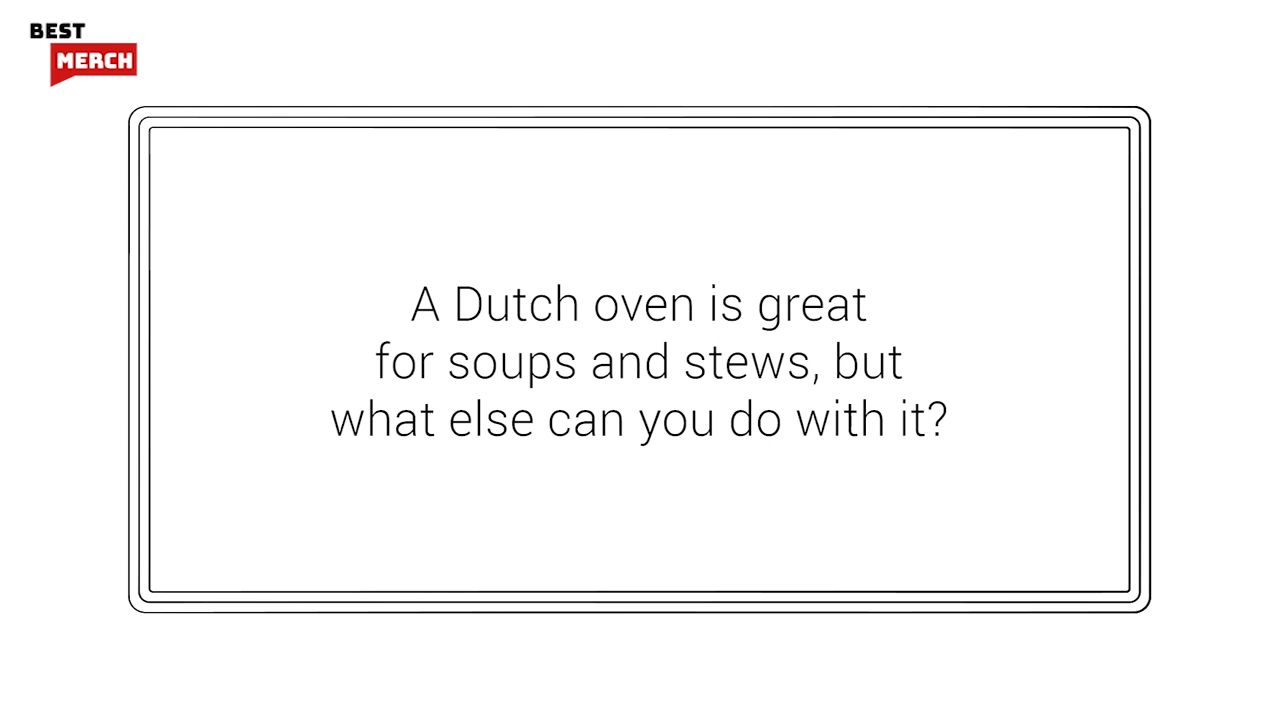 BEST
MERCH
A Dutch oven is great
for soups and stews, but
what else can you do with it?